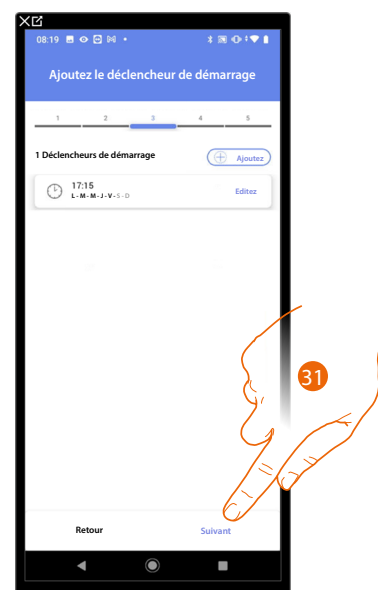 08:19
Ajoutez le déclencheur de démarrage
1 2 3 4 5
1 Déclencheurs de démarrage
Ajoutez
17:15
Editez
L-M-M-J-V-S-D
31
Retour
Suivant